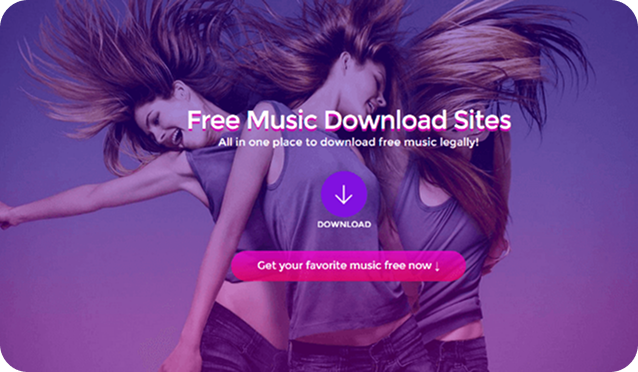 Free Music Download Sites
All in one place to download free music legally!
DOWNLOAD
Get your favorite music free now ↓